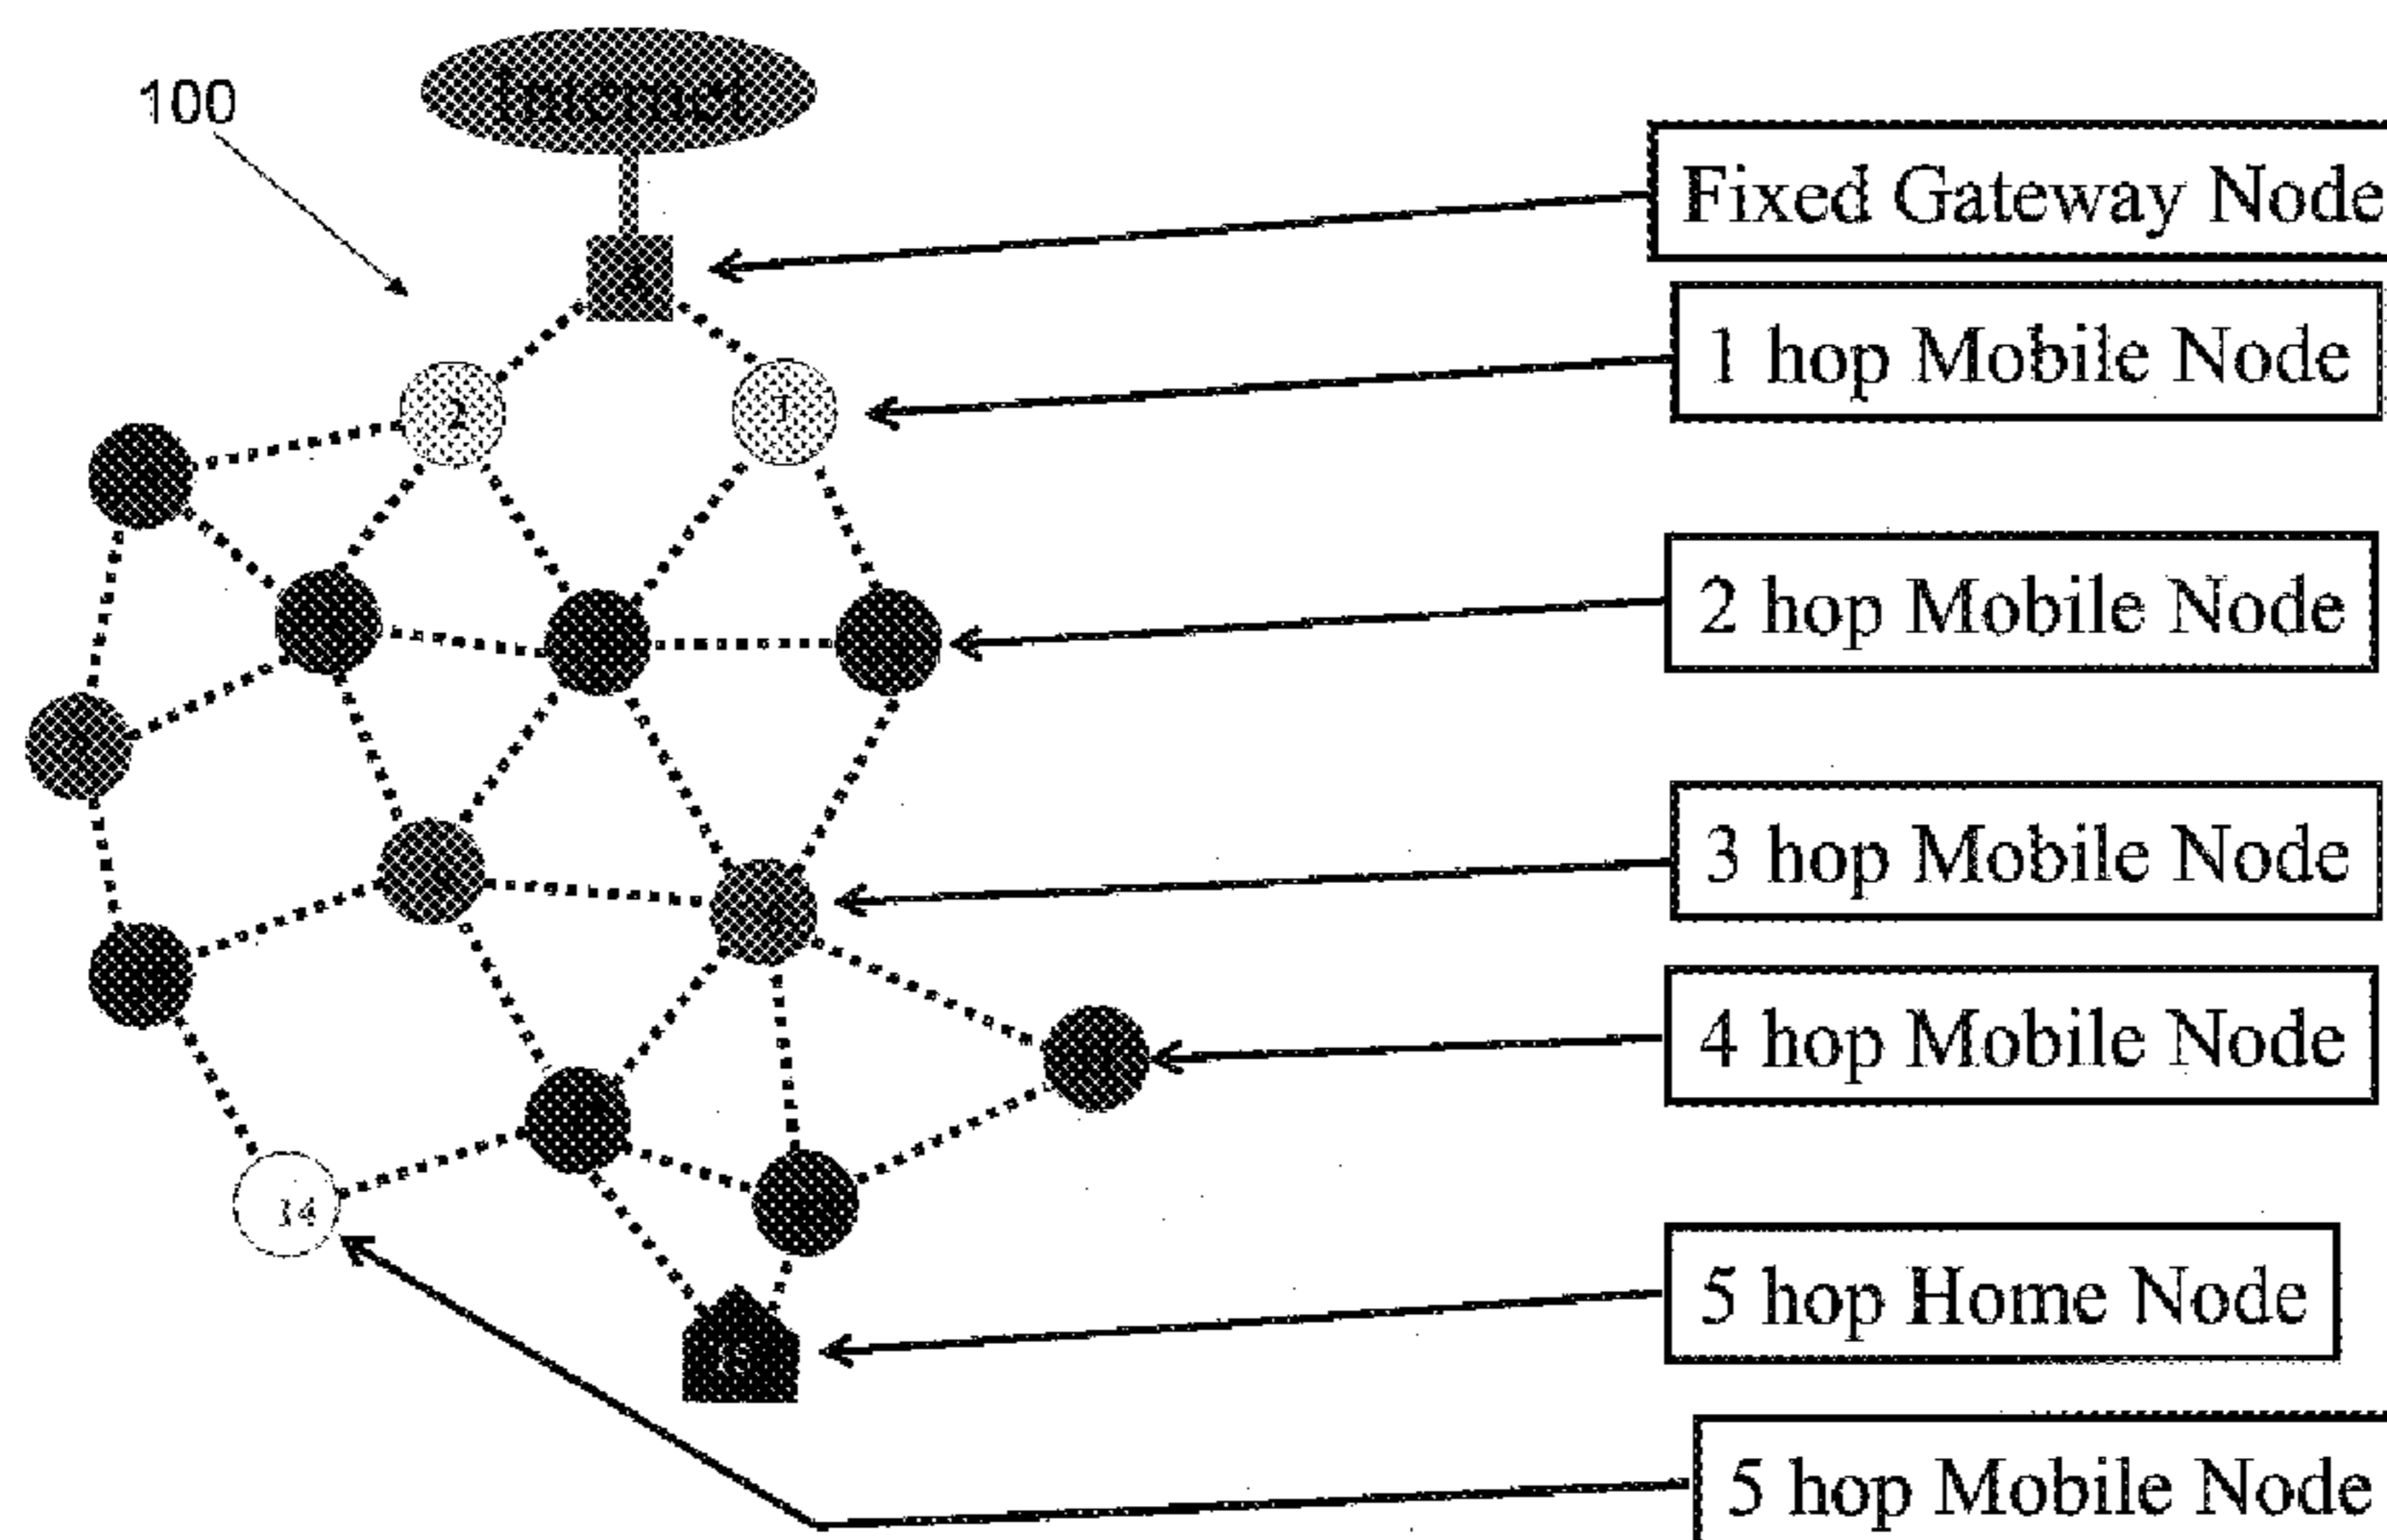 Internet
100
Fixed Gateway Node
1 hop Mobile Node
2
1
2 hop Mobile Node
3 hop Mobile Node
4 hop Mobile Node
14
5 hop Home Node
5 hop Mobile Node